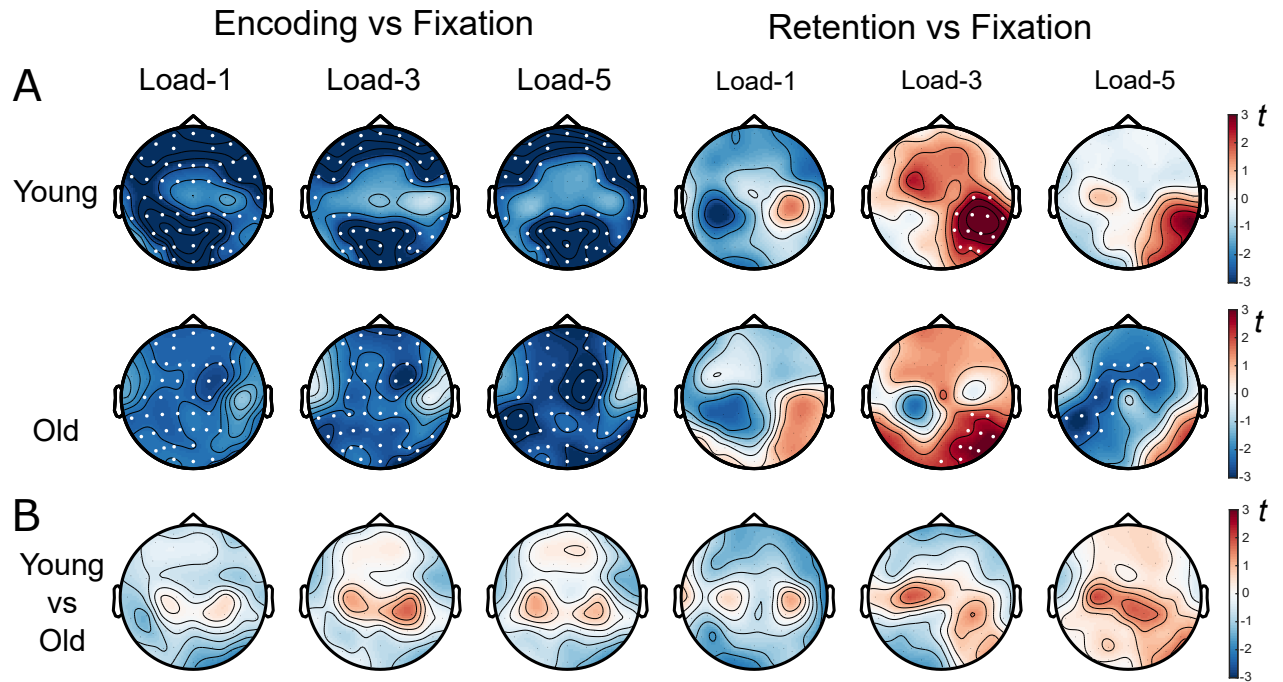 Encoding vs Fixation
Retention vs Fixation
A
Load-1
Load-3
Load-5
Load-1
Load-3
Load-5
Young
3
2
1
0
-1
-2
-3
t
Old
3
2
1
0
-1
-2
-3
t
B
Young
vs
Old
3
2
1
0
-1
-2
-3
t